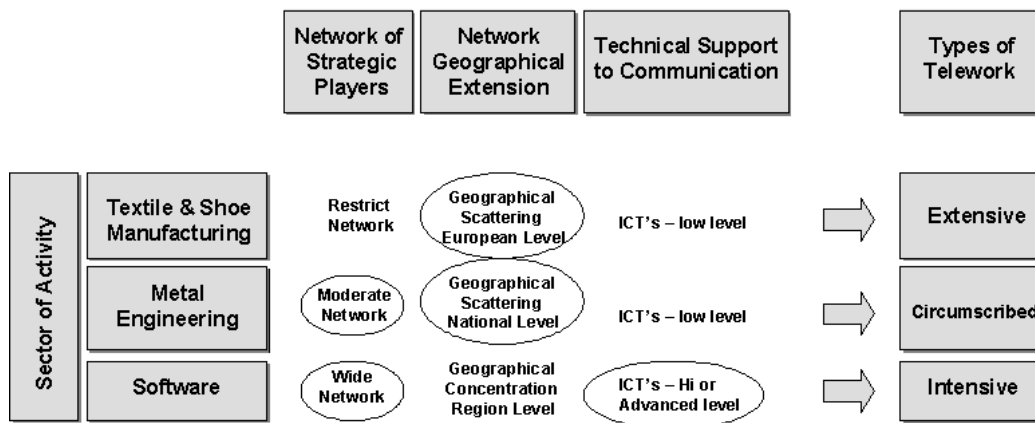 Network of
Strategic
Players
Network
Geographical
Extension
Technical Support
to Communication
Types of
Telework
Sector of Activity
Textile & Shoe
Manufacturing
Restrict
Network
Geographical
Scattering
European Level
ICT's – low level
Extensive
Metal
Engineering
Moderate
Network
Geographical
Scattering
National Level
ICT's – low level
Circumscribed
Software
Wide
Network
Geographical
Concentration
Region Level
ICT's – Hi or
Advanced level
Intensive